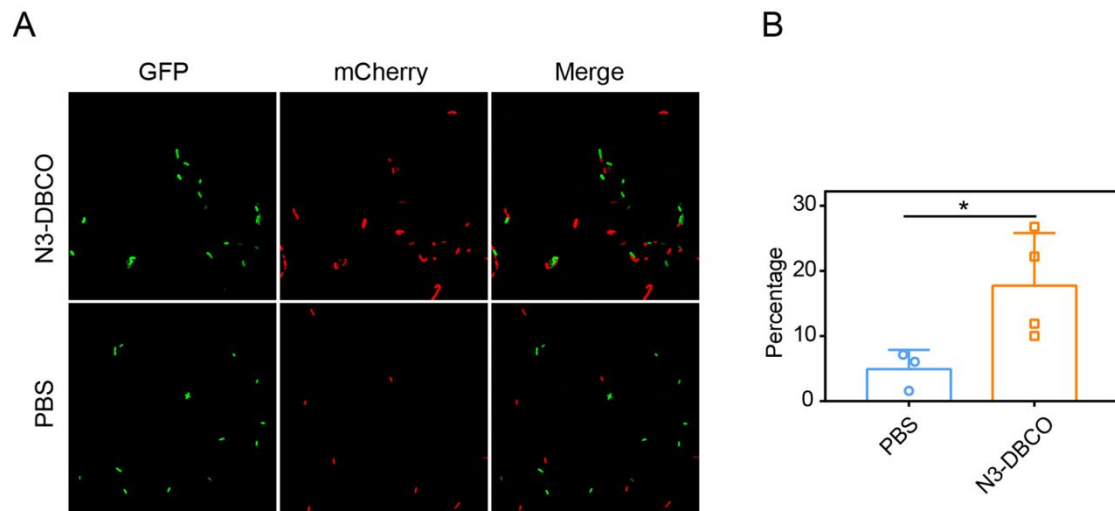 A
GFP mCherry Merge
N3-DBCO
PBS
B
*
30
20
10
0
Percentage
PBS
N3-DBCO